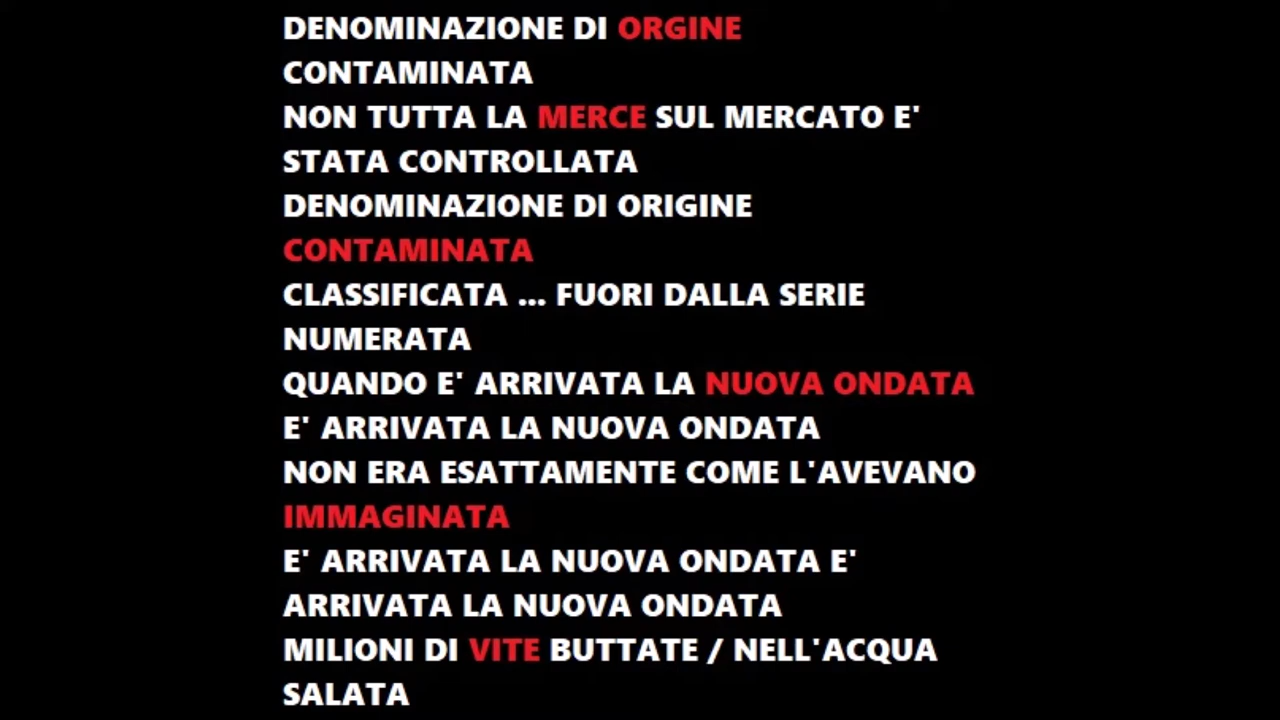 DENOMINAZIONE DI ORGINE
CONTAMINATA
NON TUTTA LA MERCE SUL MERCATO E'
STATA CONTROLLATA
DENOMINAZIONE DI ORIGINE
CONTAMINATA
CLASSIFICATA ... FUORI DALLA SERIE
NUMERATA
QUANDO E' ARRIVATA LA NUOVA ONDATA
E' ARRIVATA LA NUOVA ONDATA
NON ERA ESATTAMENTE COME L'AVEVANO
IMMAGINATA
E' ARRIVATA LA NUOVA ONDATA E'
ARRIVATA LA NUOVA ONDATA
MILIONI DI VITE BUTTATE / NELL'ACQUA
SALATA